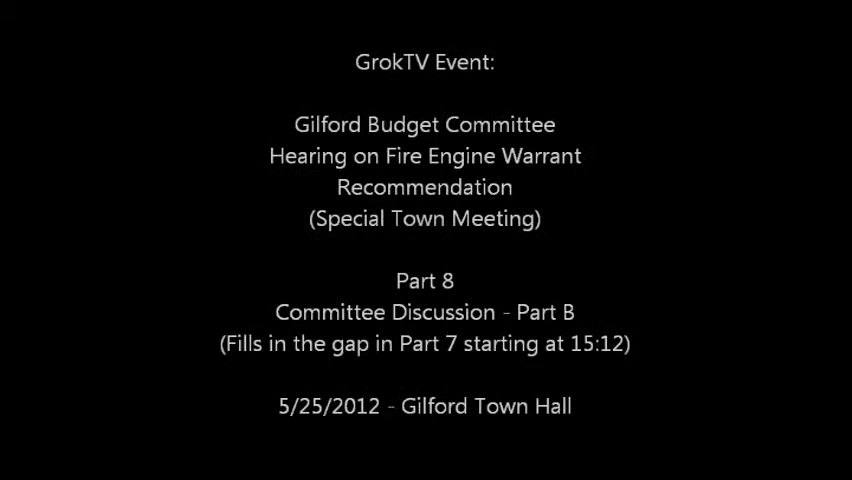 GrokTV Event:
Gilford Budget Committee
Hearing on Fire Engine Warrant
Recommendation
(Special Town Meeting)
Part 8
Committee Discussion - Part B
(Fills in the gap in Part 7 starting at 15:12)
5/25/2012 - Gilford Town Hall